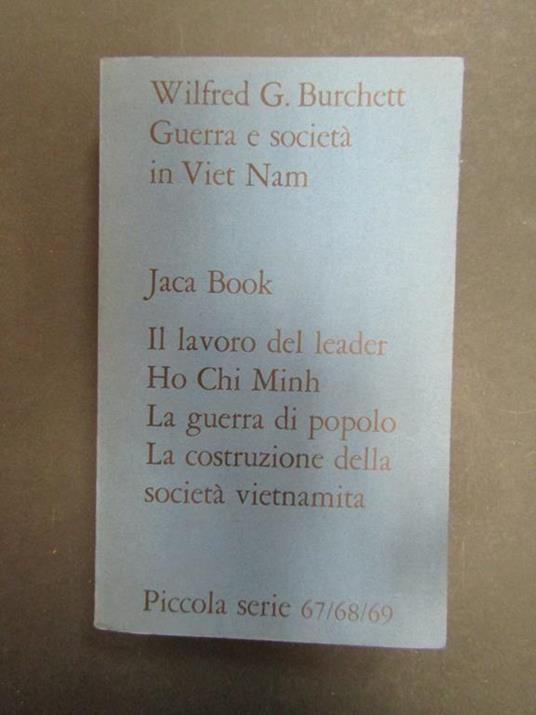 Wilfred G. Burchett
Guerra e società
in Viet Nam
Jaca Book
Il lavoro del leader
Ho Chi Minh
La guerra di popolo
La costruzione della
società vietnamita
Piccola serie 67/68/69